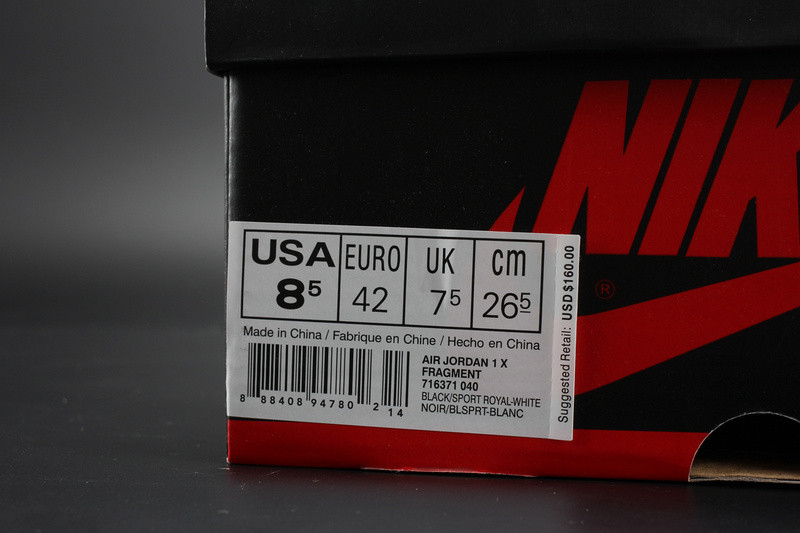 NIK
®
USA EURO UK cm
8⁵ 42 7⁵ 26⁵
Made in China / Fabrique en Chine / Hecho en China
AIR JORDAN 1 X
FRAGMENT
716371 040
BLACK/SPORT ROYAL-WHITE
NOIR/BLSPRT-BLANC
8 88408 94780 2 14
Suggested Retail: USD $160.00